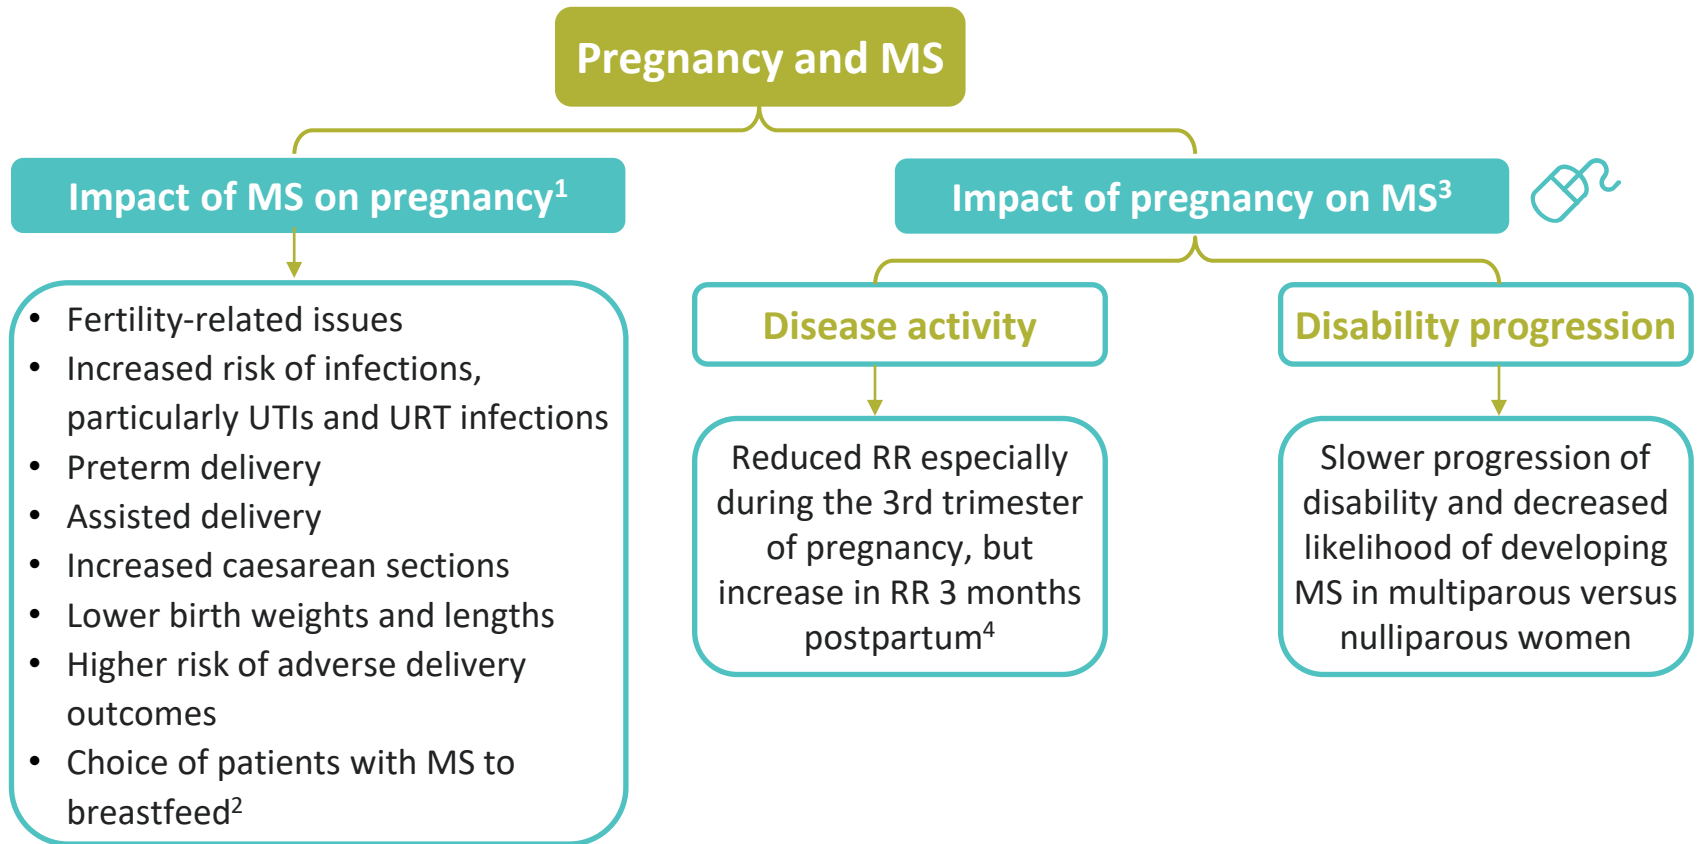 Pregnancy and MS
Impact of MS on pregnancy¹
• Fertility-related issues
• Increased risk of infections,
particularly UTIs and URT infections
• Preterm delivery
• Assisted delivery
• Increased caesarean sections
• Lower birth weights and lengths
• Higher risk of adverse delivery
outcomes
• Choice of patients with MS to
breastfeed²
Impact of pregnancy on MS³
Disease activity
Reduced RR especially
during the 3rd trimester
of pregnancy, but
increase in RR 3 months
postpartum⁴
Disability progression
Slower progression of
disability and decreased
likelihood of developing
MS in multiparous versus
nulliparous women